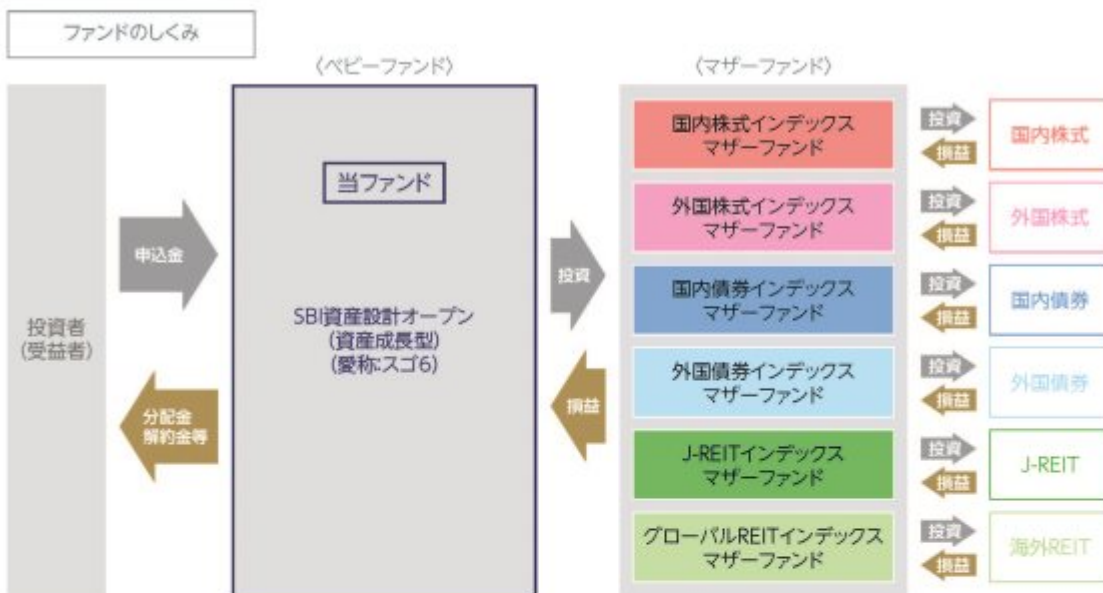 ファンドのしくみ
〈ベビーファンド〉
〈マザーファンド〉
投資者
(受益者)
申込金
分配金
解約金等
当ファンド
SBI資産設計オープン
(資産成長型)
(愛称:スゴ6)
投資
損益
国内株式インデックス
マザーファンド
投資
損益
国内株式
外国株式インデックス
マザーファンド
投資
損益
外国株式
国内債券インデックス
マザーファンド
投資
損益
国内債券
外国債券インデックス
マザーファンド
投資
損益
外国債券
J-REITインデックス
マザーファンド
投資
損益
J-REIT
グローバルREITインデックス
マザーファンド
投資
損益
海外REIT